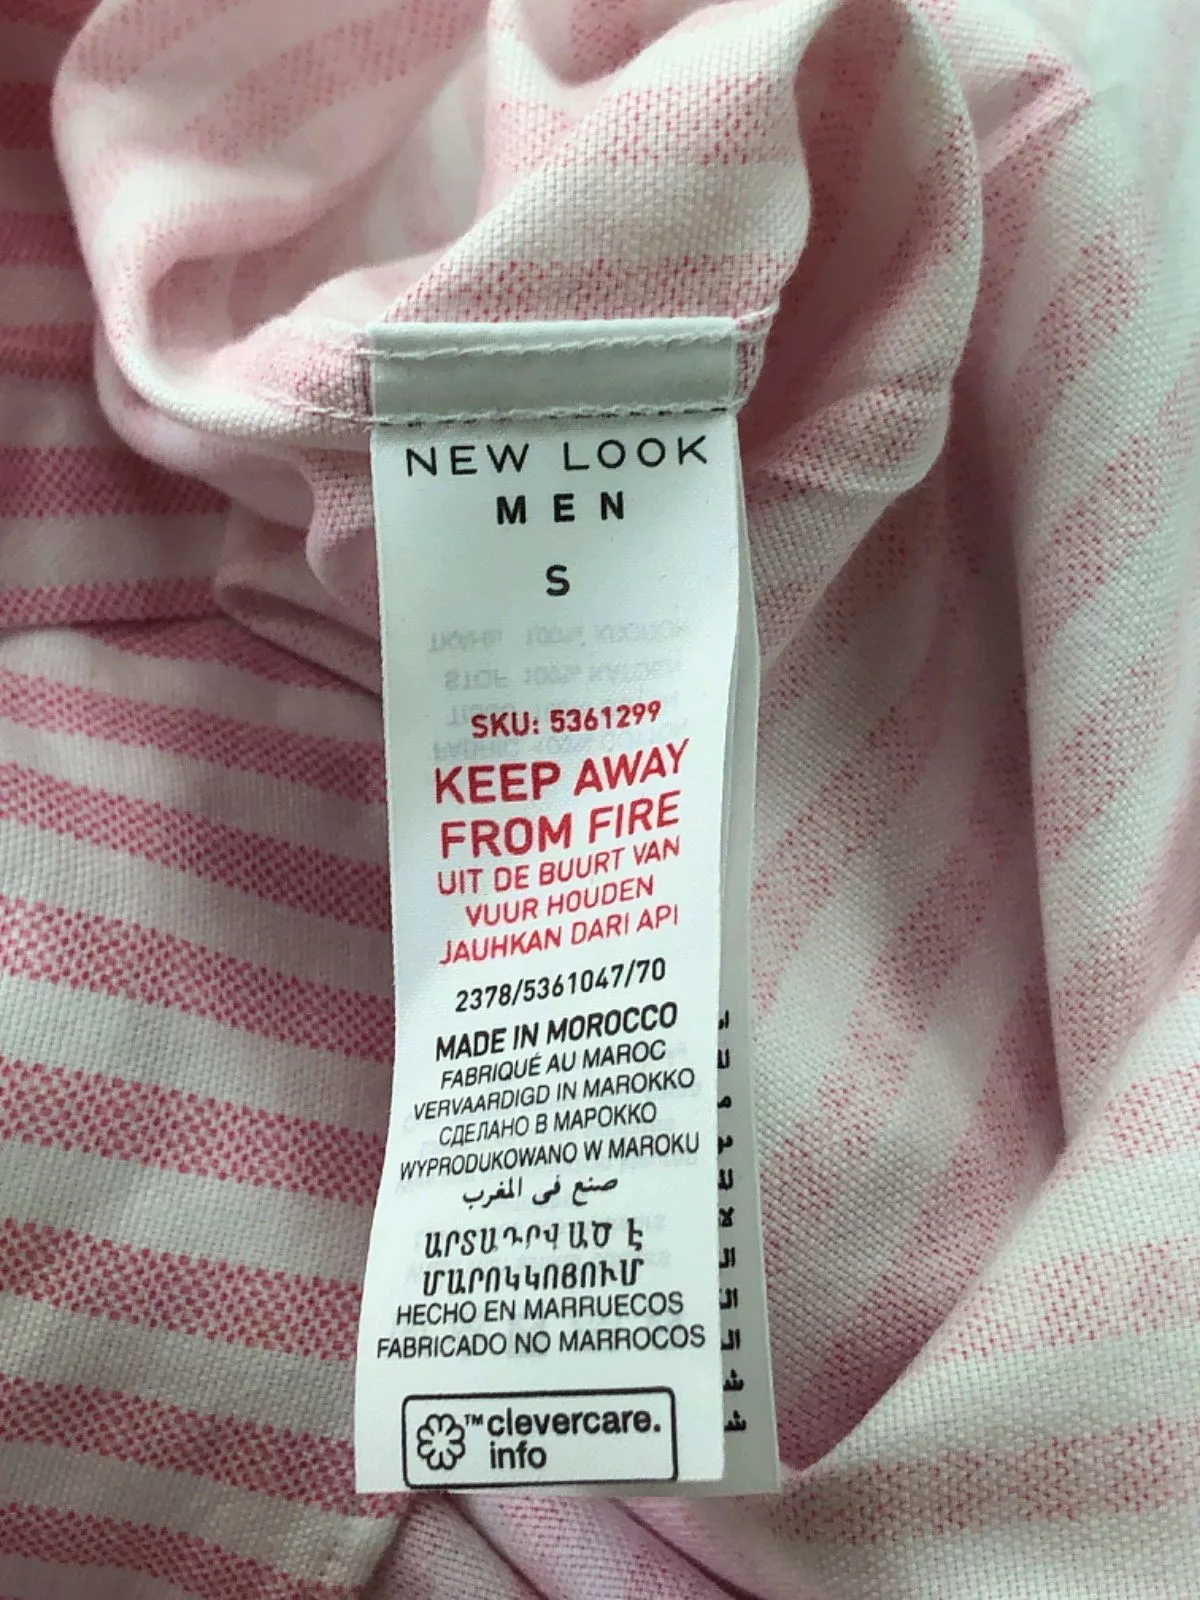 NEW LOOK
MEN
S
SKU: 5361299
KEEP AWAY
FROM FIRE
UIT DE BUURT VAN
VUUR HOUDEN
JAUHKAN DARI API
2378/5361047/70
MADE IN MOROCCO
FABRIQUÉ AU MAROC
VERVAARDIGD IN MAROKKO
СДЕЛАНО В МАРОККО
WYPRODUKOWANO W MAROKU
صنع في المغرب
ԱՐՏԱԴՐՎԱԾ Է
ՄԱՐՈԿԿՈՅՈՒՄ
HECHO EN MARRUECOS
FABRICADO NO MARROCOS
™clevercare.
info